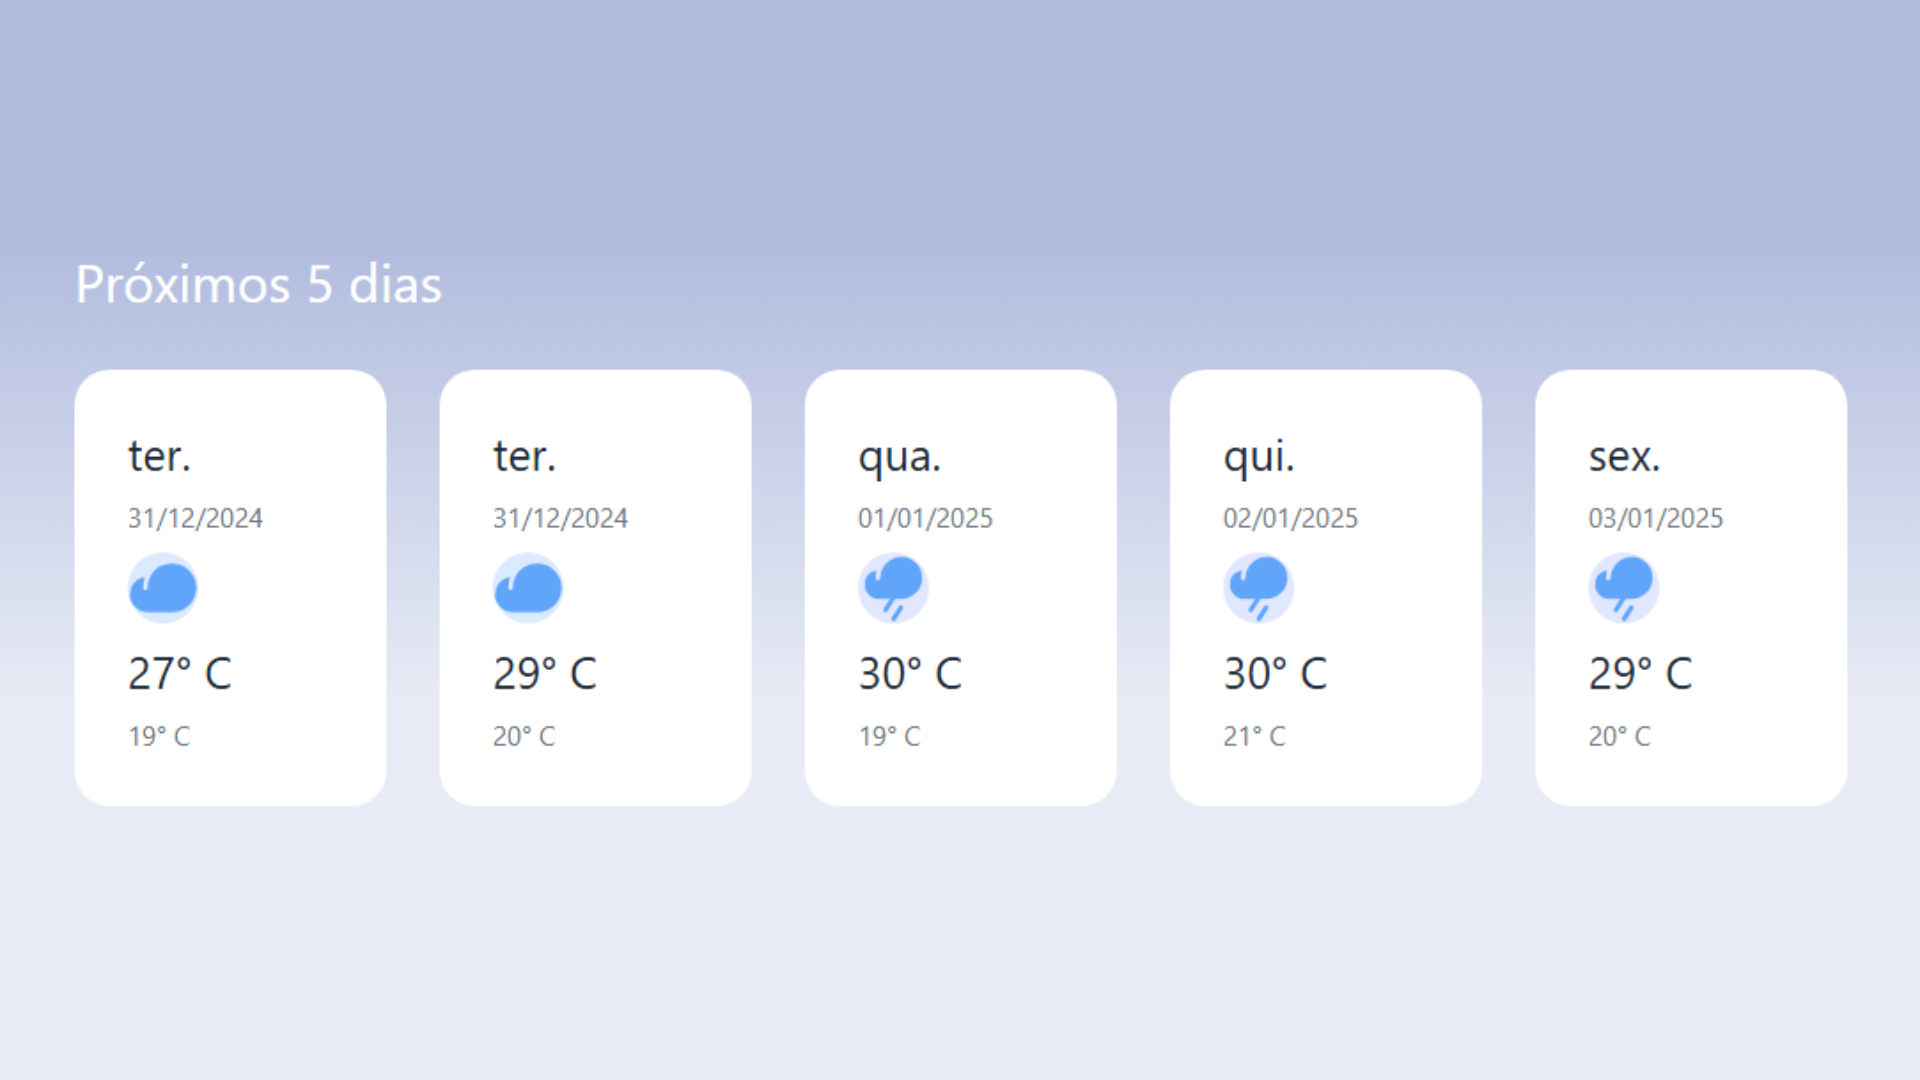 Próximos 5 dias
ter.
31/12/2024
27° C
19° C
ter.
31/12/2024
29° C
20° C
qua.
01/01/2025
30° C
19° C
qui.
02/01/2025
30° C
21° C
sex.
03/01/2025
29° C
20° C